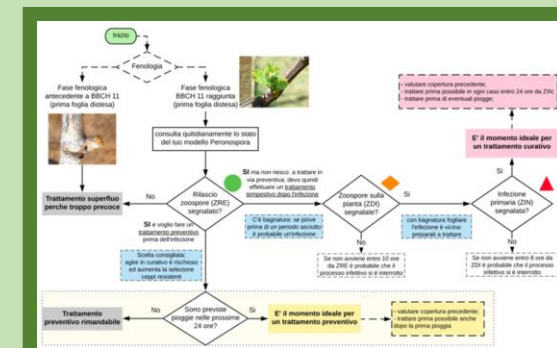 Inizio
Fenologia
Fase fenologica
antecedente a BBCH 11
(prima foglia distesa)
Fase fenologica
BBCH 11 raggiunta
(prima foglia distesa)
consulta quotidianamente lo stato
del tuo modello Peronospora
Trattamento superfluo
perche troppo precoce
No
Rilascio
zoospore (ZRE)
segnalato?
SI ma non riesco a trattare in
via preventiva; devo quindi
effettuare un trattamento
tempestivo dopo l'infezione
C'è bagnatura: se piove
prima di un periodo asciutto
è probabile un'infezione
Zoospore sulla
pianta (ZDI)
segnalate?
Si
con bagnatura fogliare
l'infezione è vicina:
preparati a trattare
Infezione
primaria (ZIN)
segnalata?
Si
E' il momento ideale per
un trattamento curativo
- valutare copertura precedente;
- trattare prima possibile in ogni caso entro 24 ore da ZIN;
- trattare prima di eventuali piogge;
No
Se non avviene entro 10 ore
da ZRE è probabile che il processo
infettivo si è interrotto
No
Se non avviene entro 8 ore da
ZDI è probabile che il processo
infettivo si è interrotto
SI e voglio fare un
trattamento preventivo
prima dell'infezione
Scelta consigliata:
agire in curativo è rischioso
ed aumenta la selezione
ceppi resistenti
Sono previste
piogge nelle prossime
24 ore?
No
Trattamento
preventivo rimandabile
Si
E' il momento ideale per
un trattamento preventivo
- valutare copertura precedente;
- trattare prima possibile anche
dopo la prima pioggia